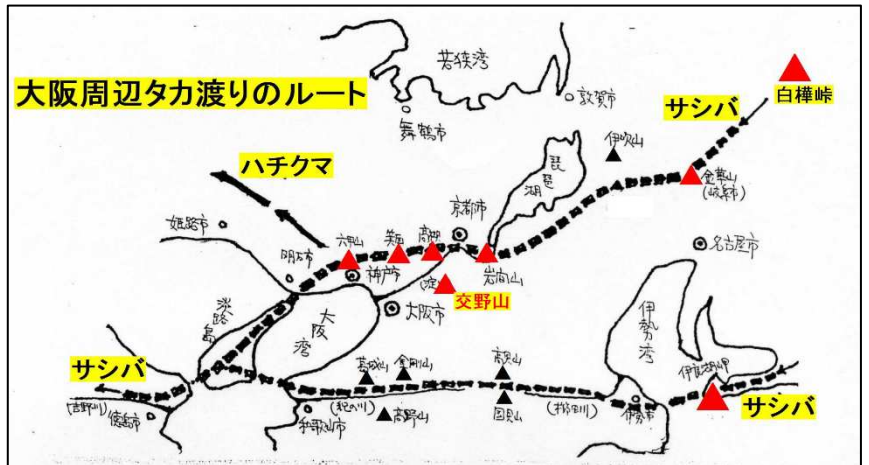 大阪周辺タカ渡りのルート
若狭湾
敦賀市
舞鶴市
白樺峠
サシバ
伊吹山
琵琶湖
金華山
(岐阜市)
ハチクマ
姫路市
明石市
六甲山
神戸市
箕面
高槻
京都市
岩間山
名古屋市
(淀)
交野山
大阪市
淡路島
大阪湾
伊勢湾
伊良湖岬
サシバ
(吉野川)
徳島市
葛城山
金剛山
高見山
(紀の川)
和歌山市
高野山
国見山
(櫛田川)
伊勢市
サシバ